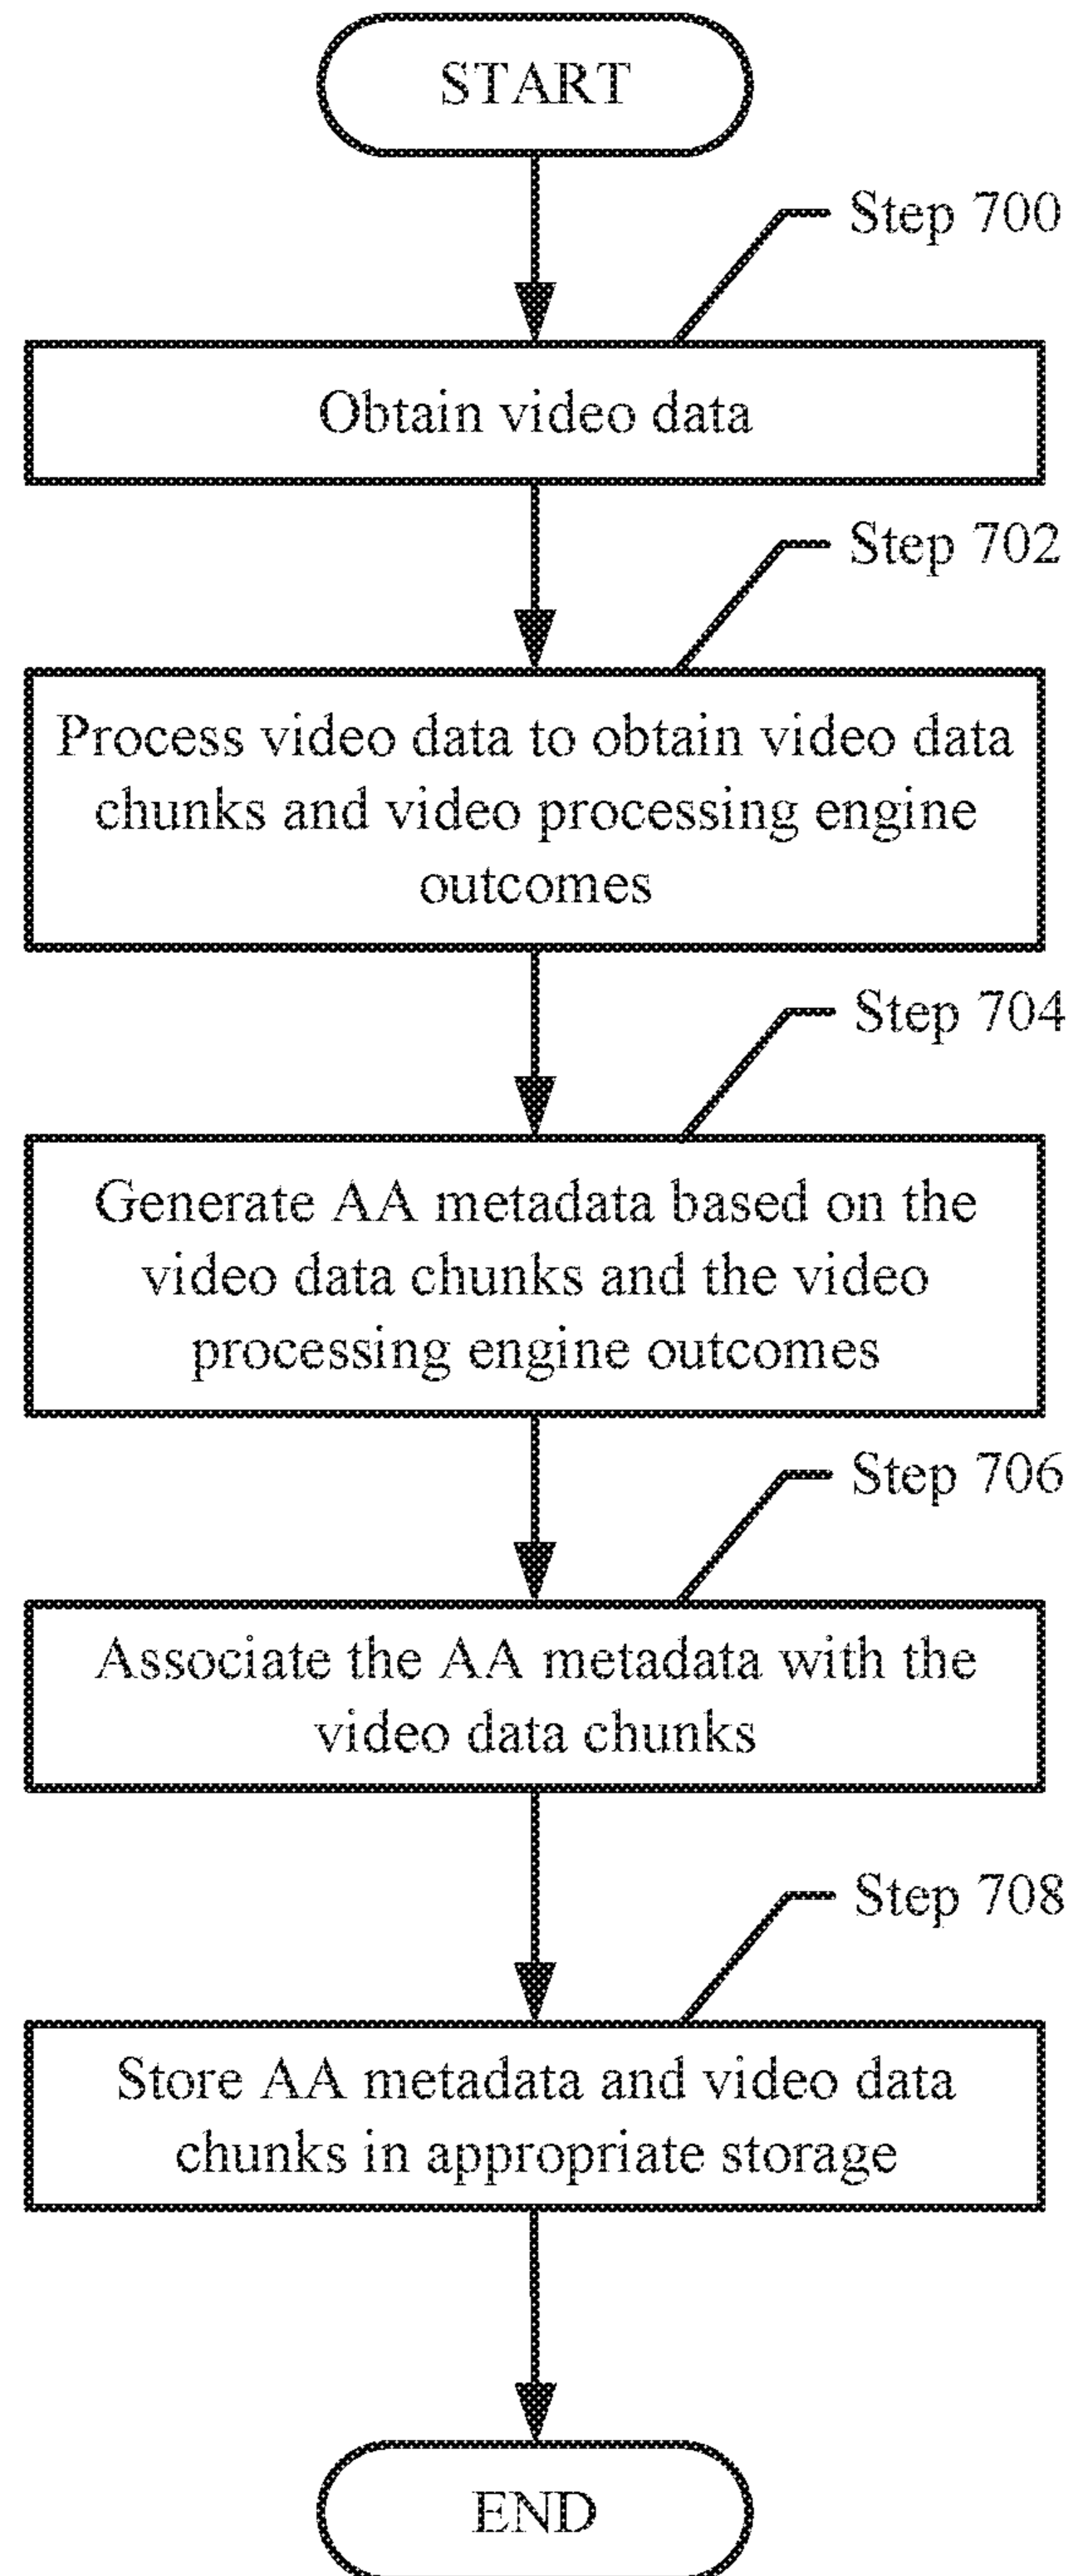 START
Step 700
Obtain video data
Step 702
Process video data to obtain video data
chunks and video processing engine
outcomes
Step 704
Generate AA metadata based on the
video data chunks and the video
processing engine outcomes
Step 706
Associate the AA metadata with the
video data chunks
Step 708
Store AA metadata and video data
chunks in appropriate storage
END